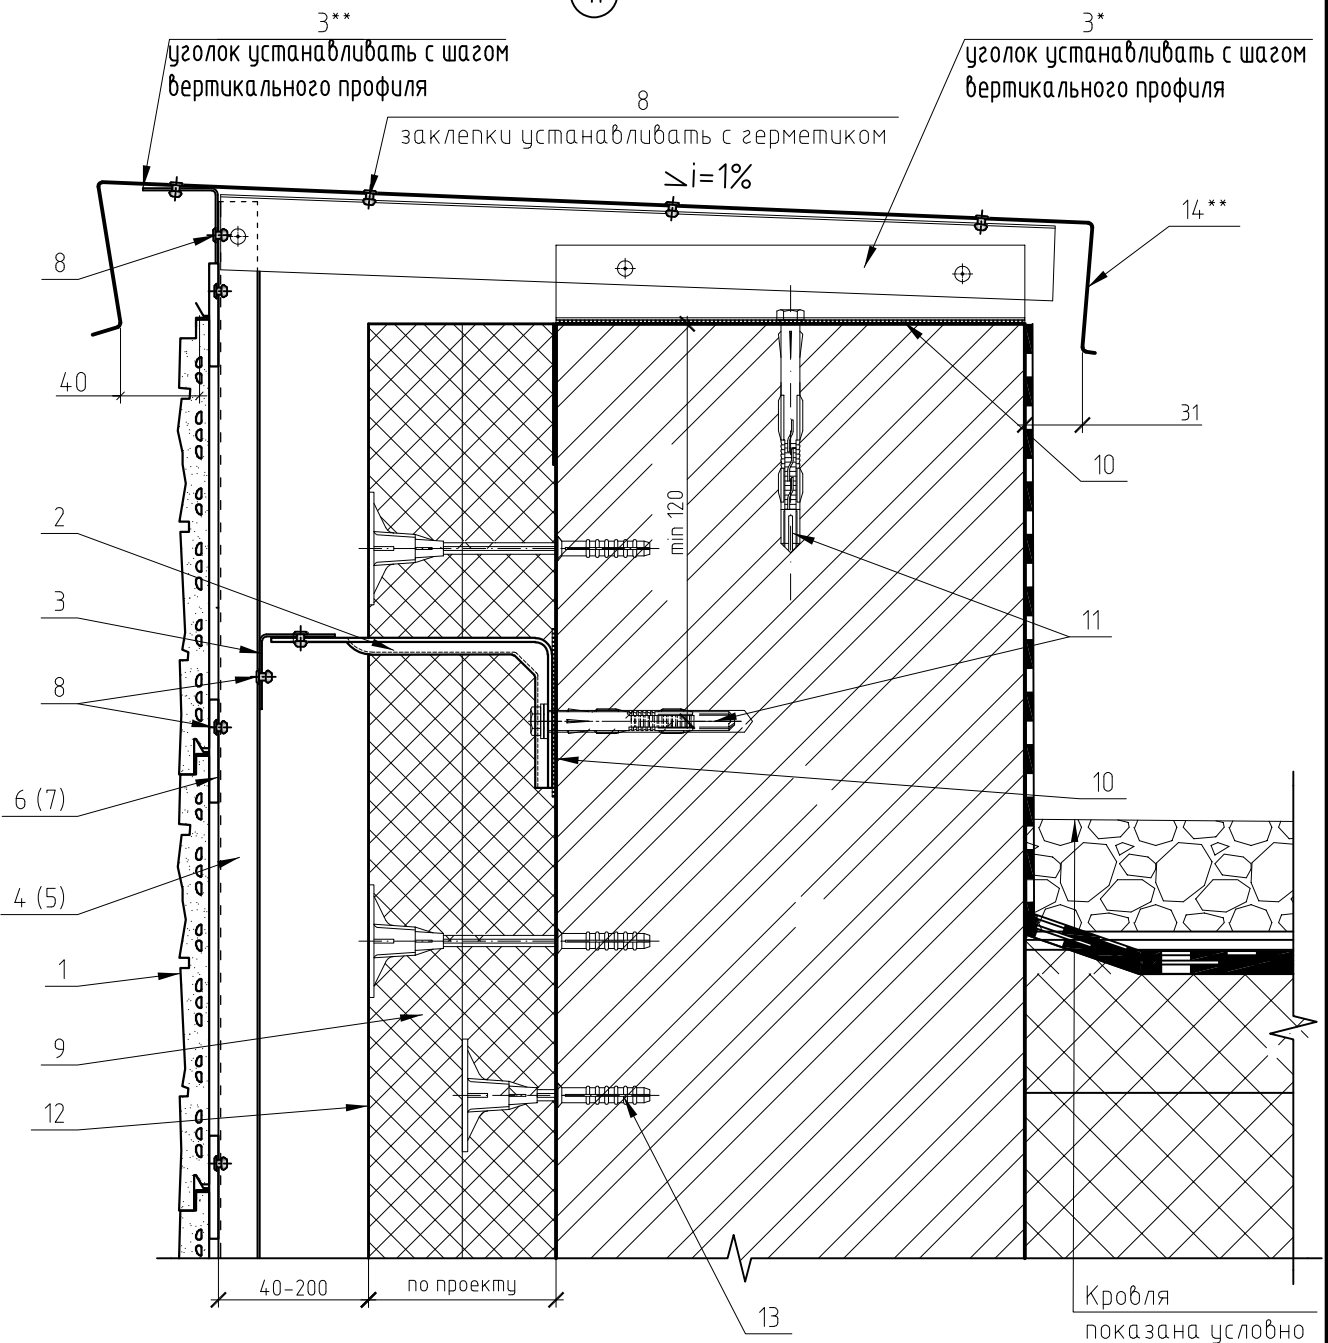 3**
уголок устанавливать с шагом
вертикального профиля
3*
уголок устанавливать с шагом
вертикального профиля
8
заклепки устанавливать с герметиком
i=1%
14**
8
40
31
10
2
min 120
3
11
8
6 (7)
10
4 (5)
1
9
12
40-200
по проекту
13
Кровля
показана условно